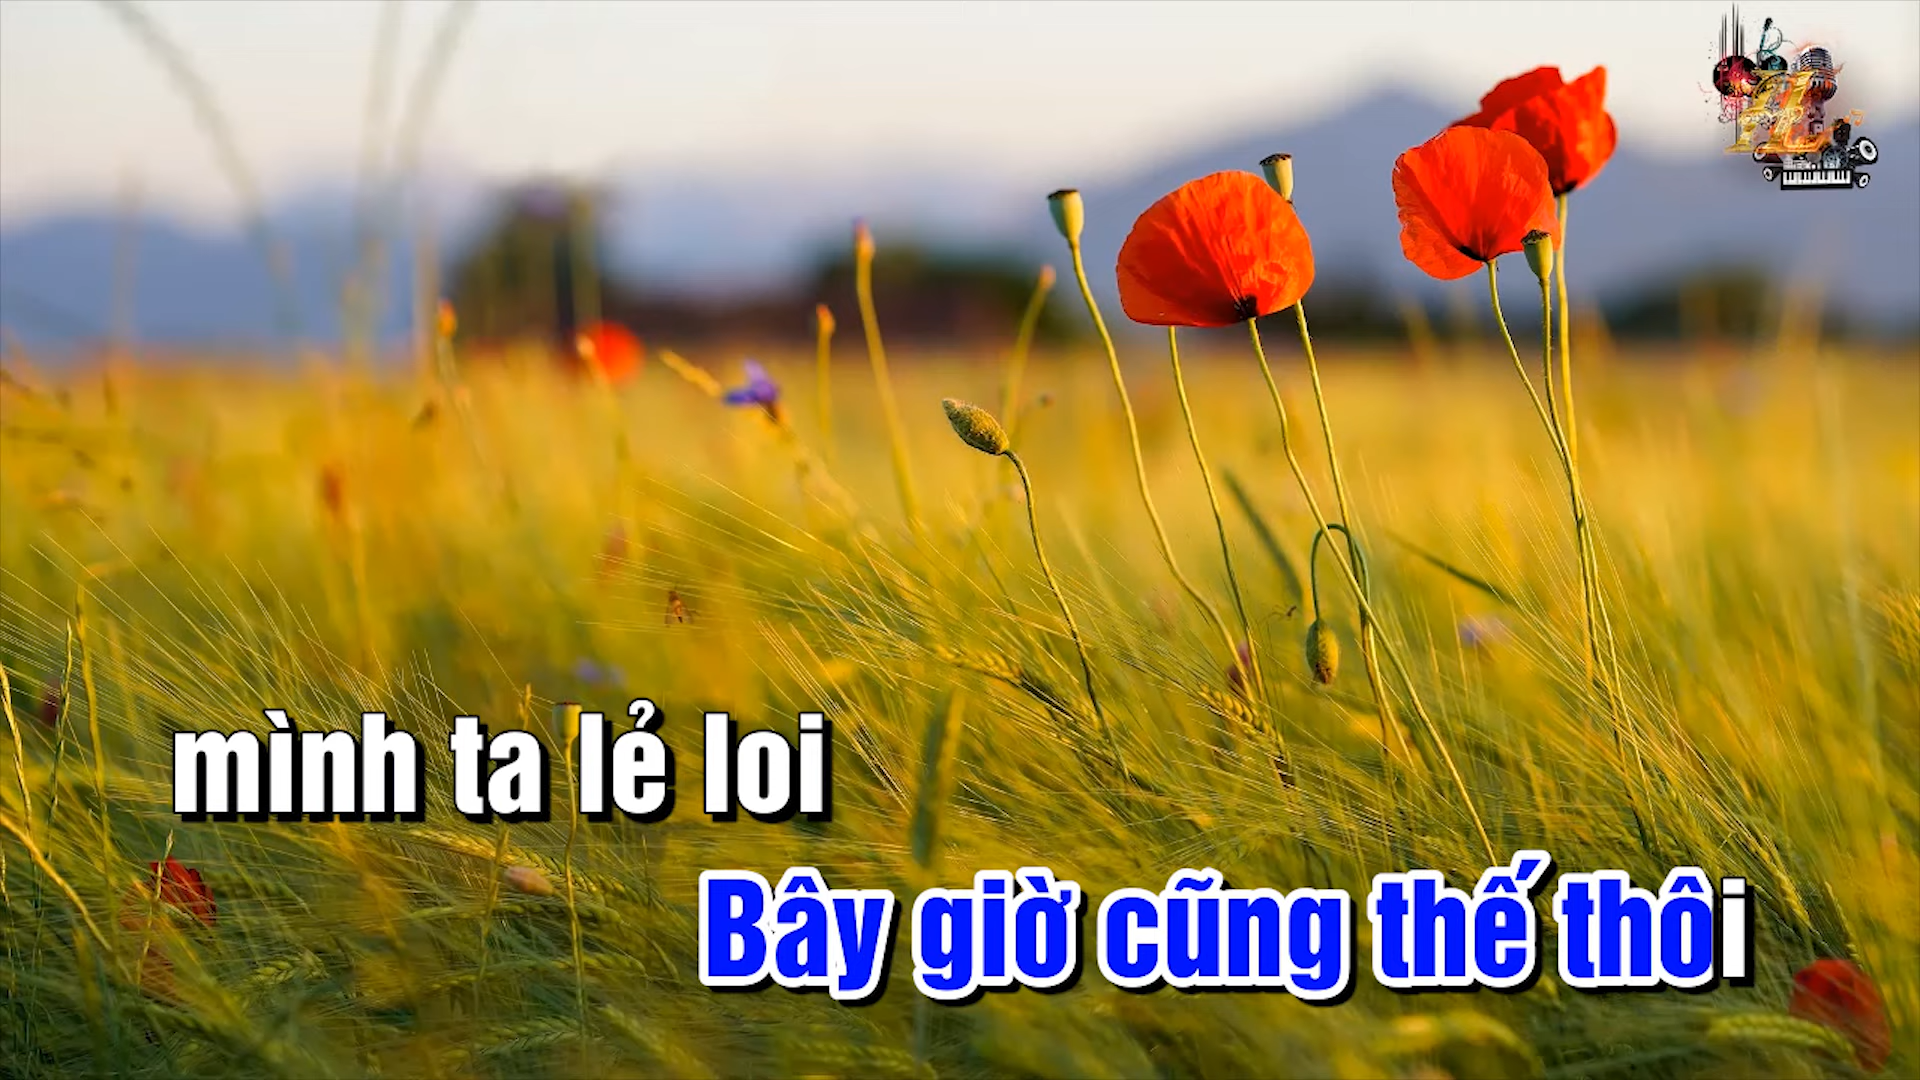 mình ta lẻ loi
Bây giờ cũng thế thôi